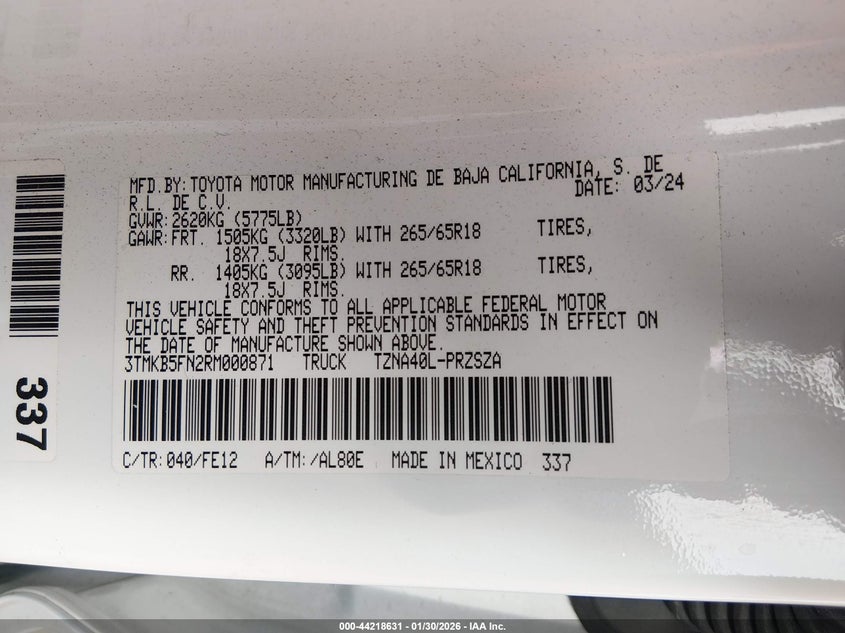 MFD.BY:TOYOTA MOTOR MANUFACTURING DE BAJA CALIFORNIA, S. DE
R.L. DE C.V. DATE: 03/24
GVWR:2620KG (5775LB)
GAWR:FRT. 1505KG (3320LB) WITH 265/65R18 TIRES,
18X7.5J RIMS.
RR. 1405KG (3095LB) WITH 265/65R18 TIRES,
18X7.5J RIMS.
THIS VEHICLE CONFORMS TO ALL APPLICABLE FEDERAL MOTOR
VEHICLE SAFETY AND THEFT PREVENTION STANDARDS IN EFFECT ON
THE DATE OF MANUFACTURE SHOWN ABOVE.
3TMKB5FN2RM000871 TRUCK TZNA40L-PRZSZA
C/TR:040/FE12 A/TM:/AL80E MADE IN MEXICO 337
337
000-44218631 - 01/30/2026 - IAA Inc.